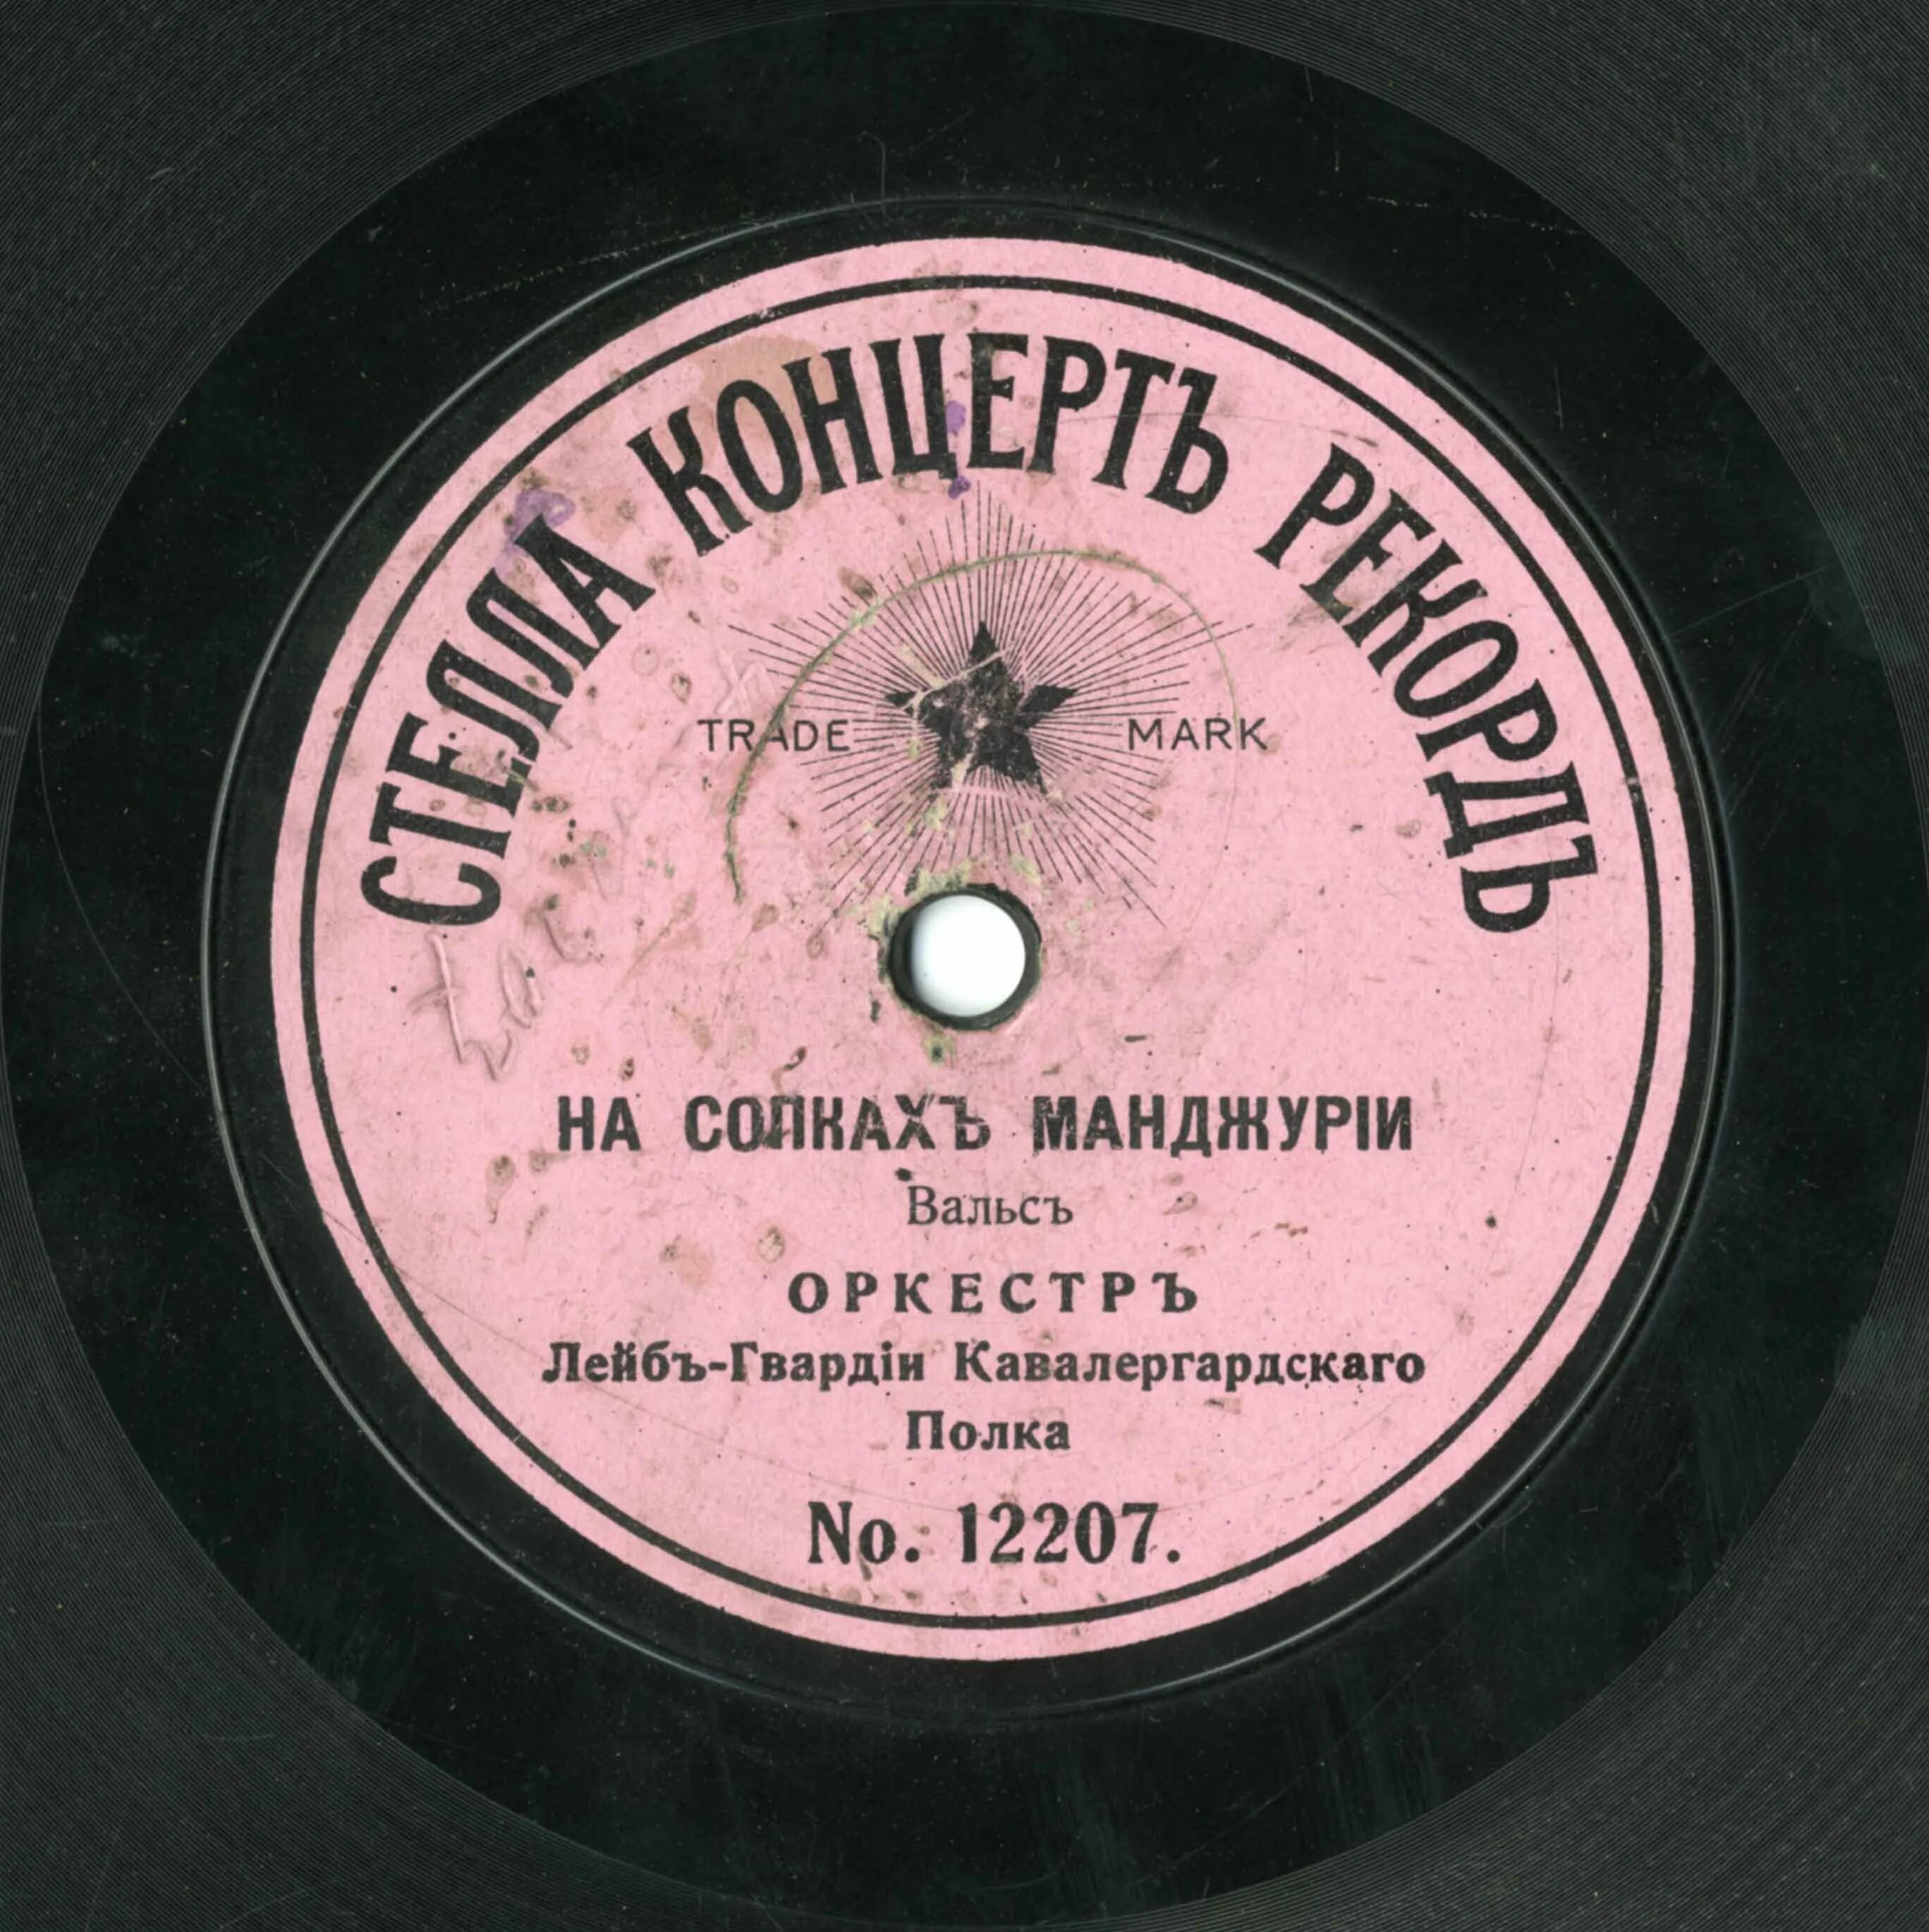 СТЕЛЛА КОНЦЕРТЪ РЕКОРДЪ
TRADE MARK
НА СОПКАХЪ МАНДЖУРІИ
Вальсъ
ОРКЕСТРЪ
Лейбъ-Гвардіи Кавалергардскаго
Полка
No. 12207.